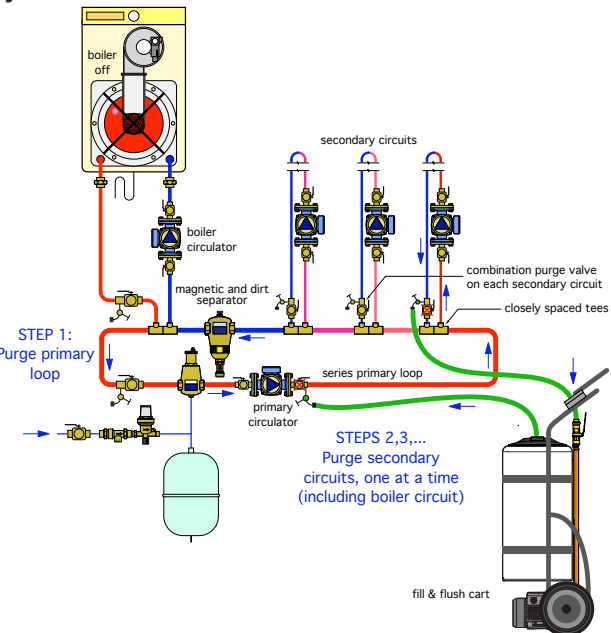 boiler
off
secondary circuits
boiler
circulator
magnetic and dirt
separator
combination purge valve
on each secondary circuit
closely spaced tees
STEP 1:
Purge primary
loop
series primary loop
primary
circulator
STEPS 2,3,...
Purge secondary
circuits, one at a time
(including boiler circuit)
fill & flush cart